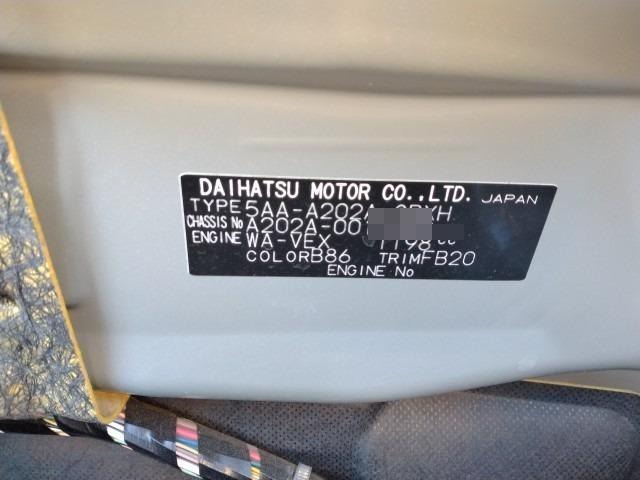 DAIHATSU MOTOR CO.,LTD. JAPAN
TYPE 5AA-A202A-
CHASSIS No A202A-00
ENGINE WA-VEX 1198cc
COLOR B86 TRIM FB20
ENGINE No